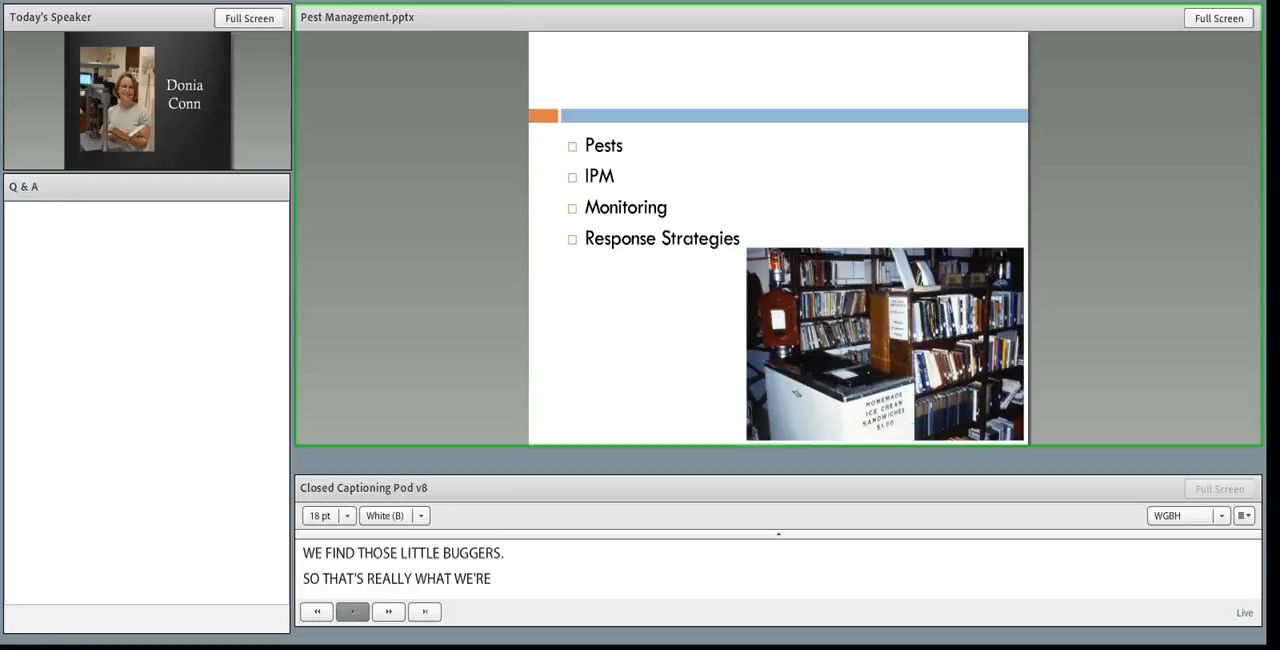 Today's Speaker
Full Screen
Donia
Conn
Q & A
Pest Management.pptx
Full Screen
Pests
IPM
Monitoring
Response Strategies
HOMEMADE
ICE CREAM
SANDWICHES
$1.00
Closed Captioning Pod v8
Full Screen
18 pt
White (B)
WGBH
WE FIND THOSE LITTLE BUGGERS.
SO THAT'S REALLY WHAT WE'RE
Live